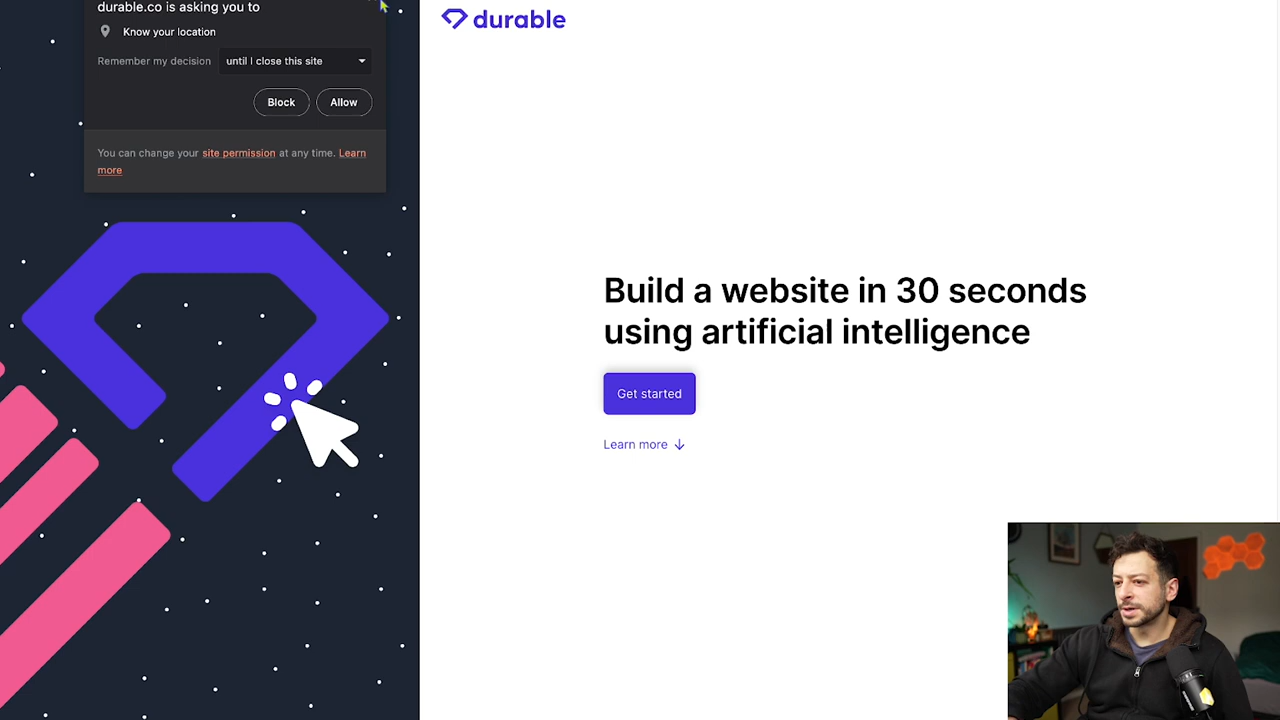 durable.co is asking you to
Know your location
Remember my decision
until I close this site
Block
Allow
You can change your site permission at any time. Learn
more
durable
Build a website in 30 seconds
using artificial intelligence
Get started
Learn more ↓